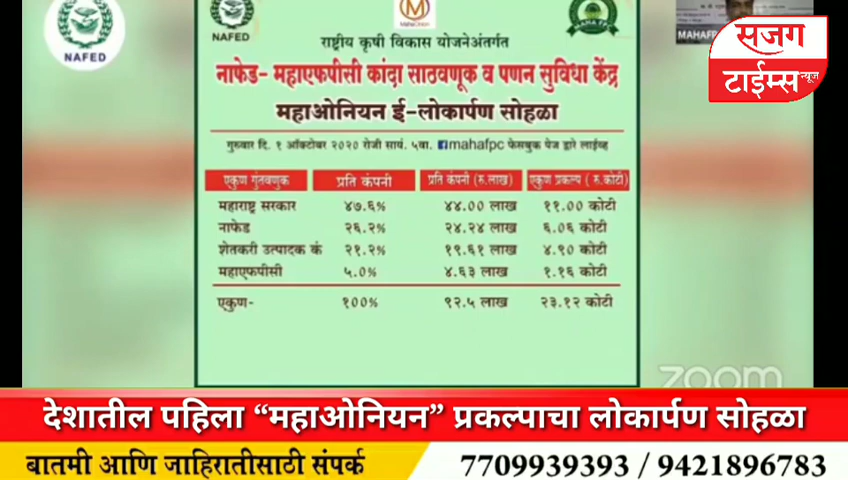 NAFED
NAFED
MahaOnion
MAHA FPC
MAHAF
सजग
टाईम्स न्यूज
राष्ट्रीय कृषी विकास योजनेअंतर्गत
नाफेड- महाएफपीसी कांदा साठवणूक व पणन सुविधा केंद्र
महाओनियन ई-लोकार्पण सोहळा
गुरुवार दि. १ ऑक्टोबर २०२० रोजी सायं. ५वा. mahafpc फेसबुक पेज द्वारे लाईव्ह
एकुण गुंतवणुक प्रति कंपनी प्रति कंपनी (रु.लाख) एकुण प्रकल्प ( रु.कोटी)
महाराष्ट्र सरकार ४७.६% ४४.०० लाख ११.०० कोटी
नाफेड २६.२% २४.२४ लाख ६.०६ कोटी
शेतकरी उत्पादक कं २१.२% १९.६१ लाख ४.९० कोटी
महाएफपीसी ५.०% ४.६३ लाख १.१६ कोटी
एकुण- १००% ९२.५ लाख २३.१२ कोटी
zoom
देशातील पहिला “महाओनियन” प्रकल्पाचा लोकार्पण सोहळा
बातमी आणि जाहिरातीसाठी संपर्क 7709939393 / 9421896783